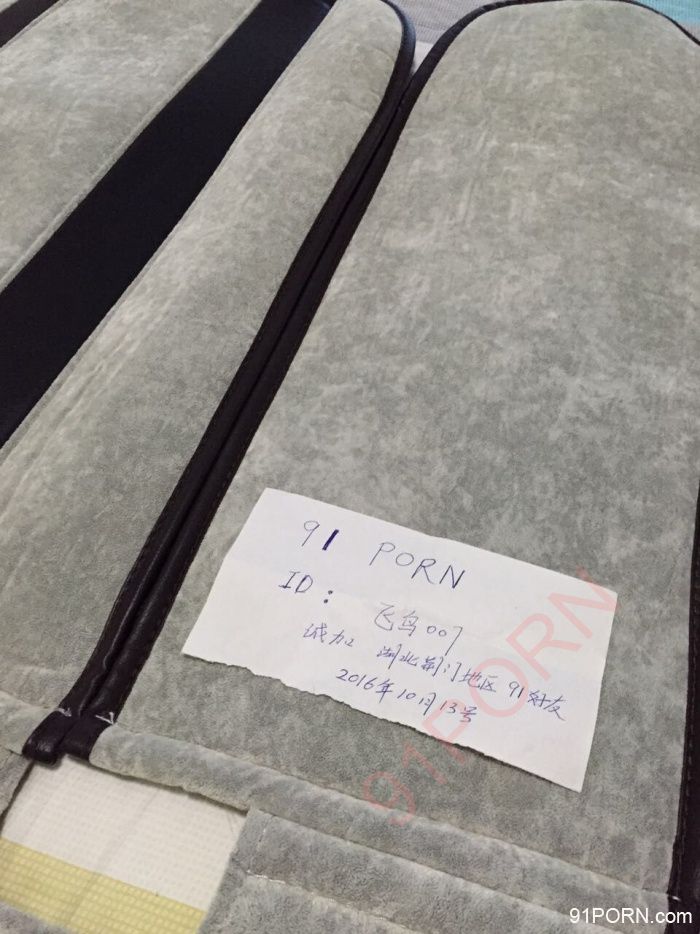 91 PORN
ID：
飞鸟007
诚加 湖北荆门地区 91好友
2016年10月13号
91PORN
91PORN.com